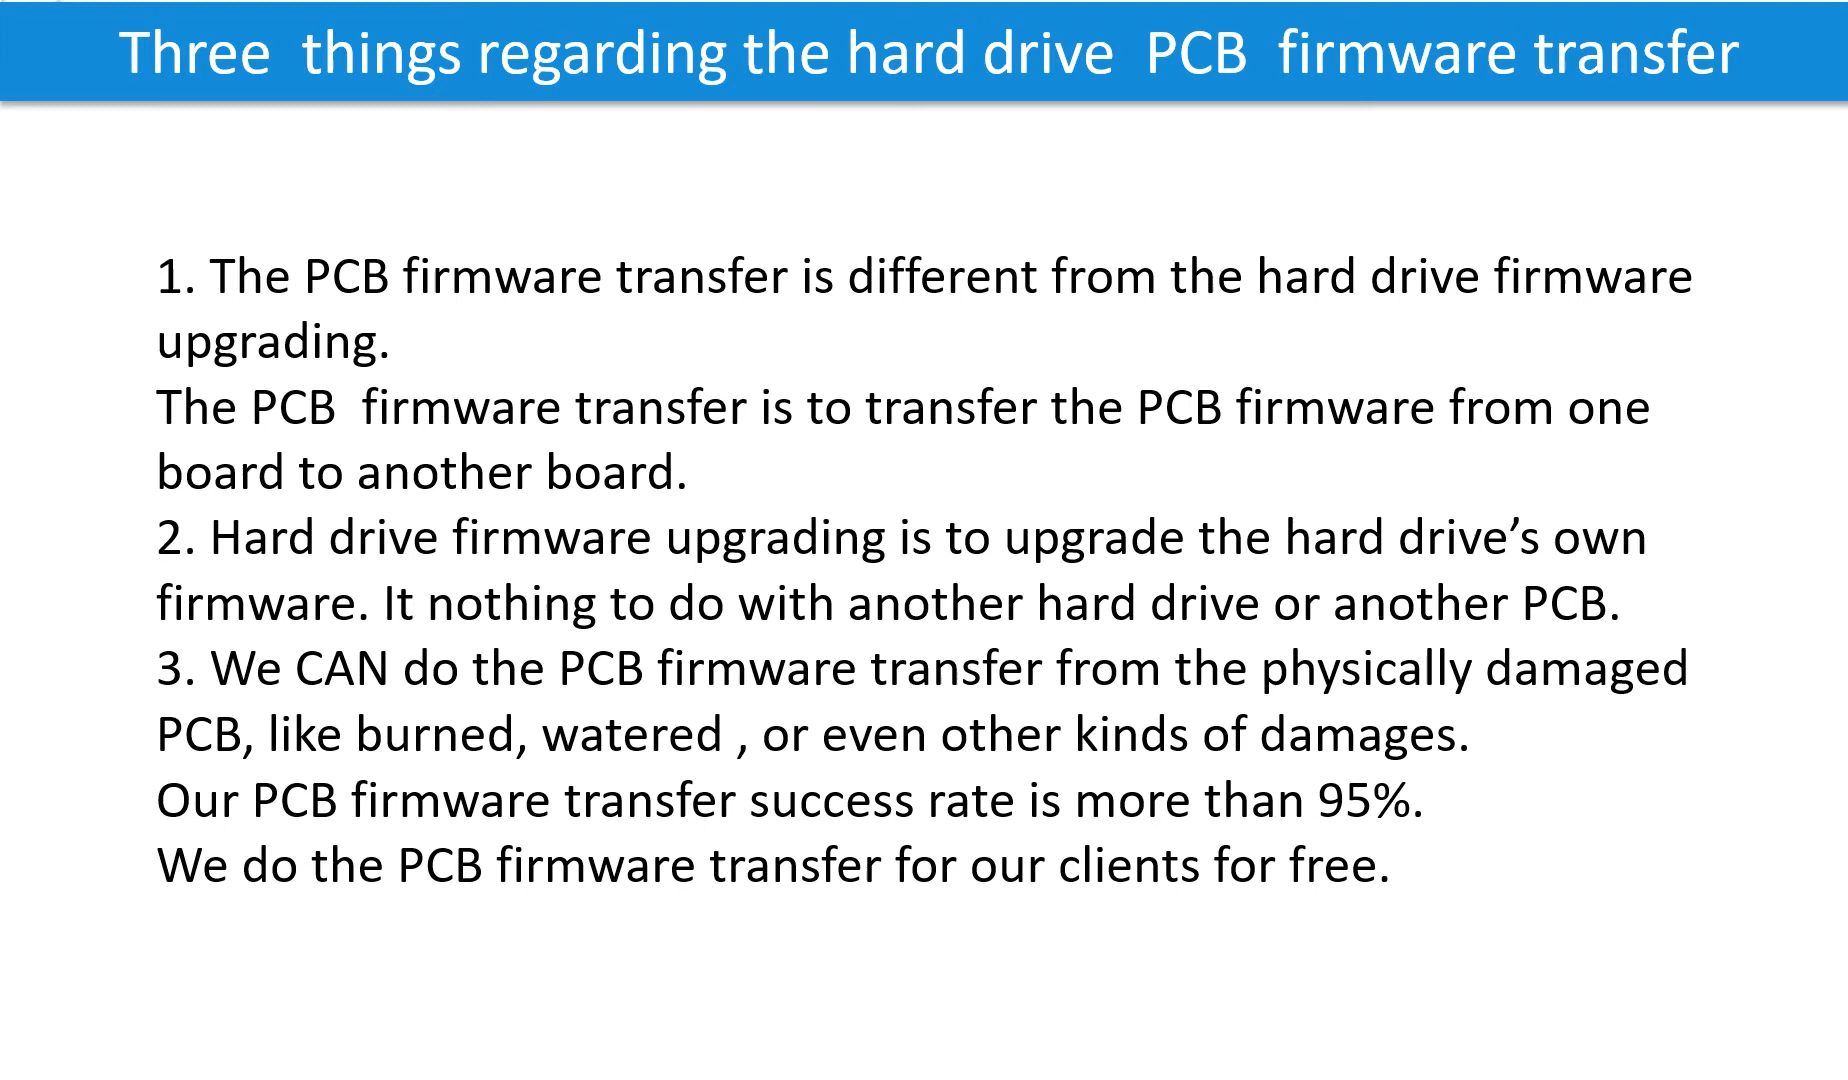 Three  things regarding the hard drive  PCB  firmware transfer
1. The PCB firmware transfer is different from the hard drive firmware
upgrading.
The PCB  firmware transfer is to transfer the PCB firmware from one
board to another board.
2. Hard drive firmware upgrading is to upgrade the hard drive’s own
firmware. It nothing to do with another hard drive or another PCB.
3. We CAN do the PCB firmware transfer from the physically damaged
PCB, like burned, watered , or even other kinds of damages.
Our PCB firmware transfer success rate is more than 95%.
We do the PCB firmware transfer for our clients for free.